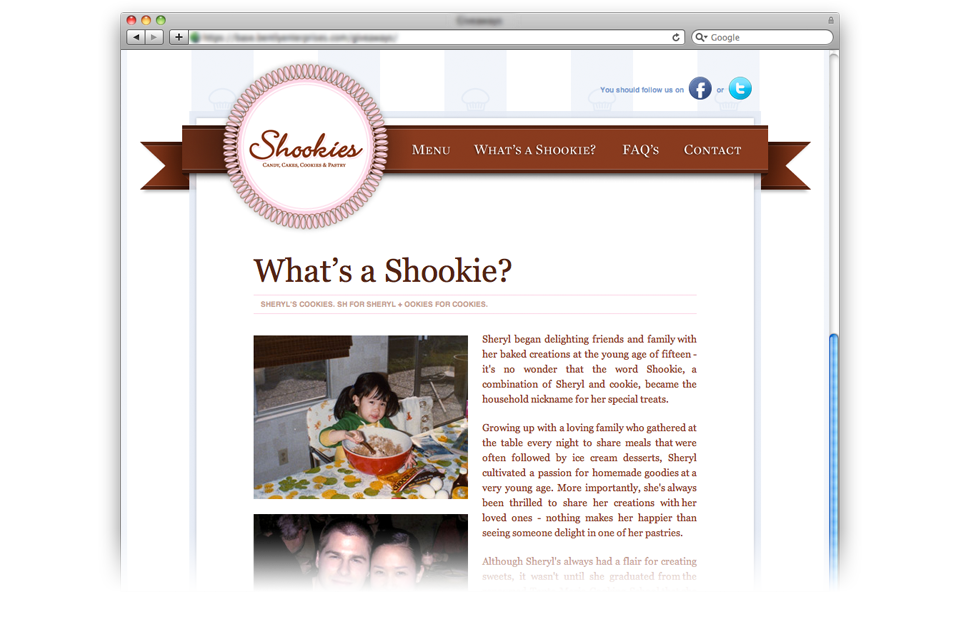 Google
You should follow us on
or
Shookies
Candy, Cakes, Cookies & Pastry
Menu
What's a Shookie?
FAQ's
Contact
What's a Shookie?
SHERYL'S COOKIES. SH FOR SHERYL + OOKIES FOR COOKIES.
Sheryl began delighting friends and family with
her baked creations at the young age of fifteen -
it's no wonder that the word Shookie, a
combination of Sheryl and cookie, became the
household nickname for her special treats.
Growing up with a loving family who gathered at
the table every night to share meals that were
often followed by ice cream desserts, Sheryl
cultivated a passion for homemade goodies at a
very young age. More importantly, she's always
been thrilled to share her creations with her
loved ones - nothing makes her happier than
seeing someone delight in one of her pastries.
Although Sheryl's always had a flair for creating
sweets, it wasn't until she graduated from the